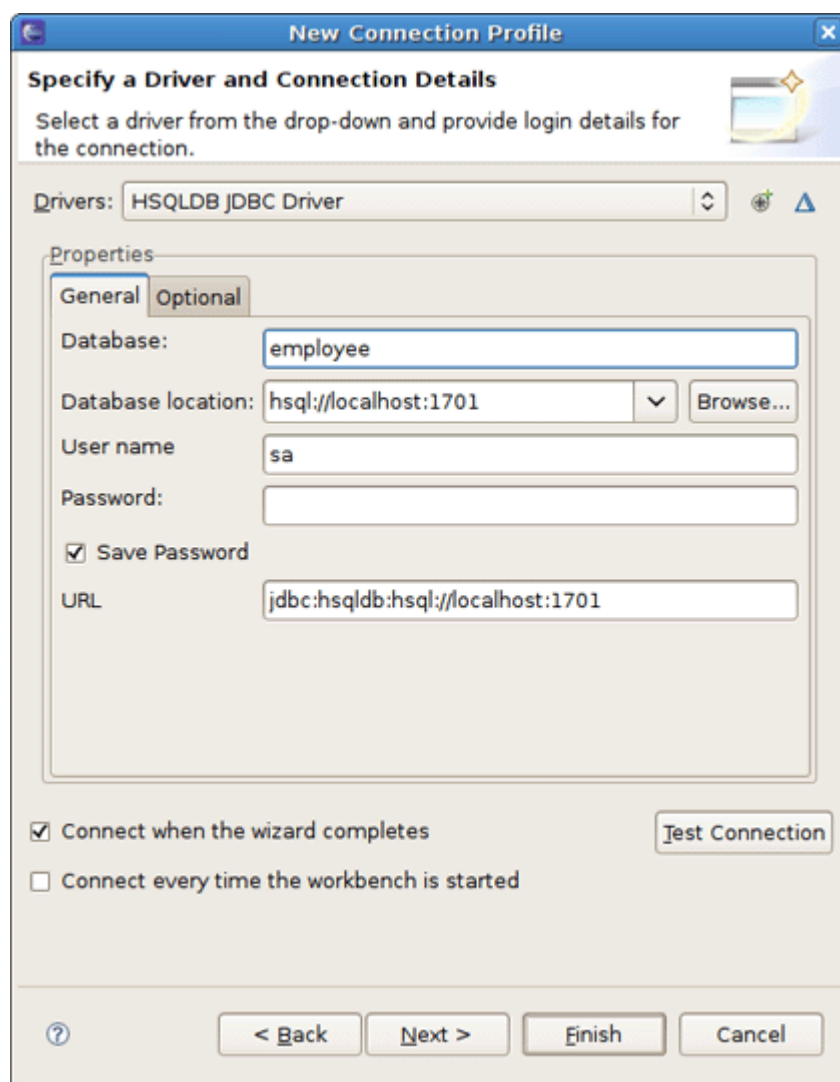 New Connection Profile
Specify a Driver and Connection Details
Select a driver from the drop-down and provide login details for
the connection.
Drivers: HSQLDB JDBC Driver
Properties
General Optional
Database: employee
Database location: hsql://localhost:1701 Browse...
User name sa
Password:
Save Password
URL jdbc:hsqldb:hsql://localhost:1701
Connect when the wizard completes Test Connection
Connect every time the workbench is started
? < Back Next > Finish Cancel